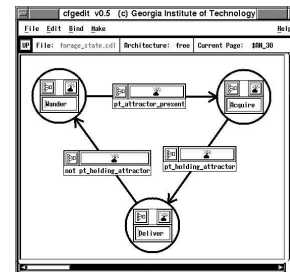 cfgedit v0.5 (c) Georgia Institute of Technology
File Edit Bind Make Help
UP File: forage_state.cdl Architecture: free Current Page: $AN_30
Wander
Acquire
pt_attractor_present
not pt_holding_attractor
pt_holding_attractor
Deliver